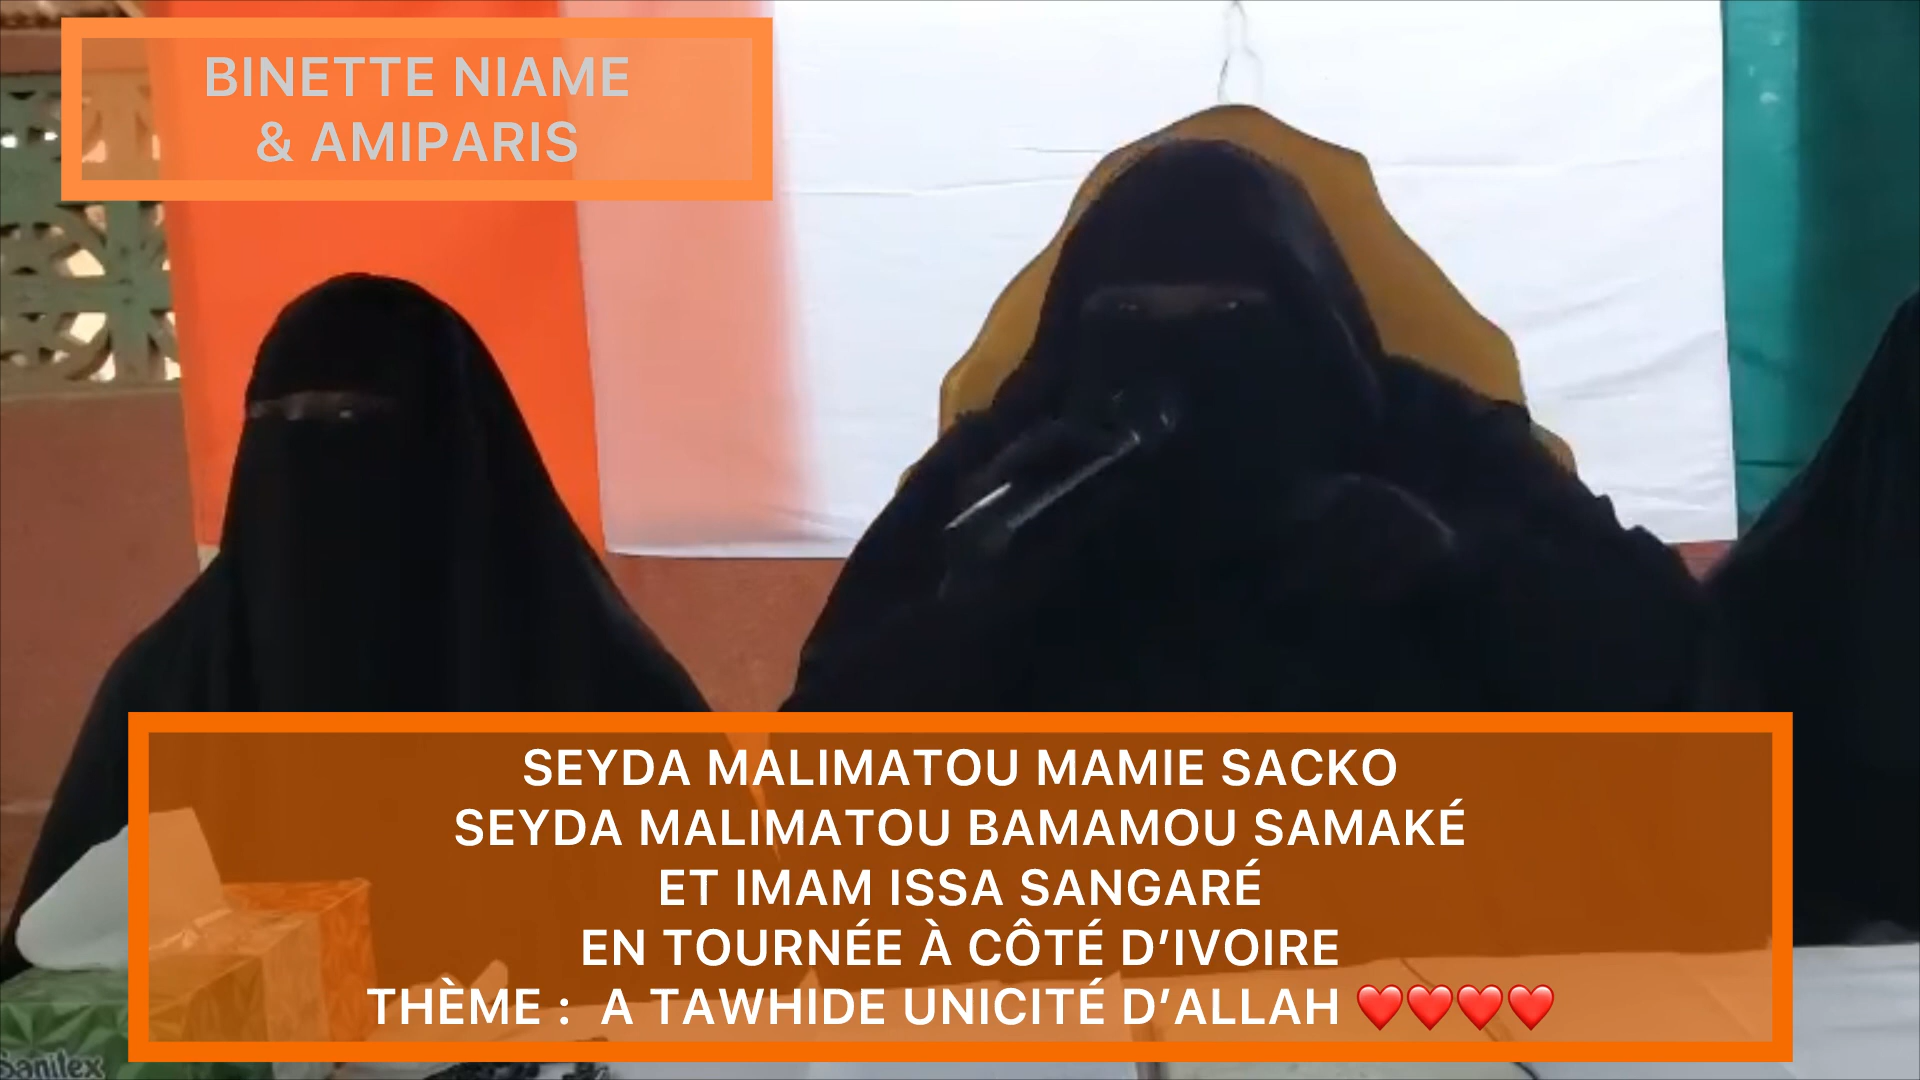 BINETTE NIAME
& AMIPARIS
SEYDA MALIMATOU MAMIE SACKO
SEYDA MALIMATOU BAMAMOU SAMAKÉ
ET IMAM ISSA SANGARÉ
EN TOURNÉE À CÔTÉ D’IVOIRE
THÈME :  A TAWHIDE UNICITÉ D’ALLAH ❤️❤️❤️❤️
Sanitex